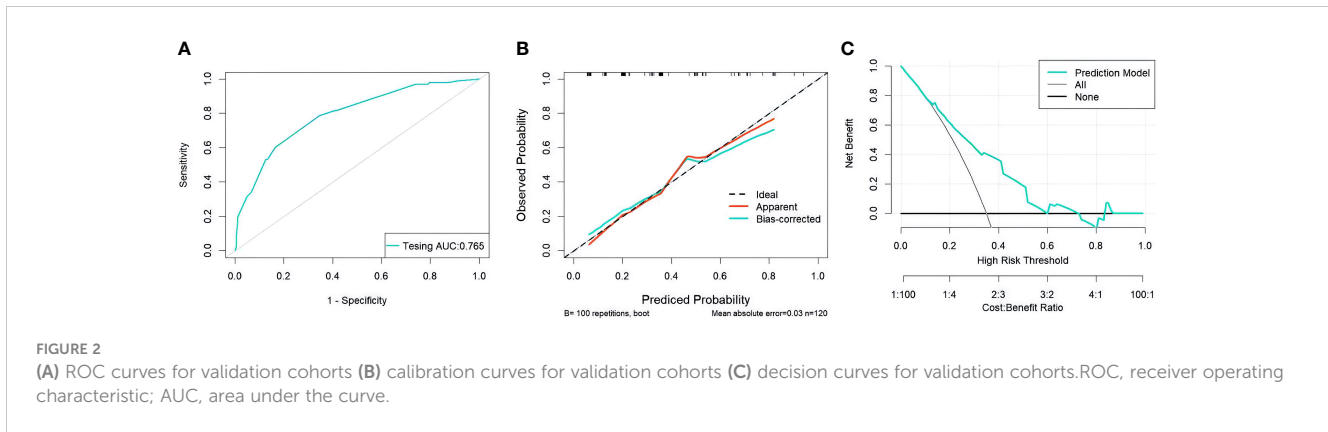 A
B
C
1.0
0.8
0.6
0.4
0.2
0.0
Sensitivity
Tesing AUC:0.765
0.0 0.2 0.4 0.6 0.8 1.0
1 - Specificity
1.0
0.8
0.6
0.4
0.2
0.0
Observed Probability
Ideal
Apparent
Bias-corrected
0.0 0.2 0.4 0.6 0.8 1.0
Prediced Probability
B= 100 repetitions, boot Mean absolute error=0.03 n=120
Prediction Model
All
None
1.0
0.8
0.6
0.4
0.2
0.0
Net Benefit
0.0 0.2 0.4 0.6 0.8 1.0
High Risk Threshold
1:100 1:4 2:3 3:2 4:1 100:1
Cost:Benefit Ratio
FIGURE 2
(A) ROC curves for validation cohorts (B) calibration curves for validation cohorts (C) decision curves for validation cohorts.ROC, receiver operating
characteristic; AUC, area under the curve.